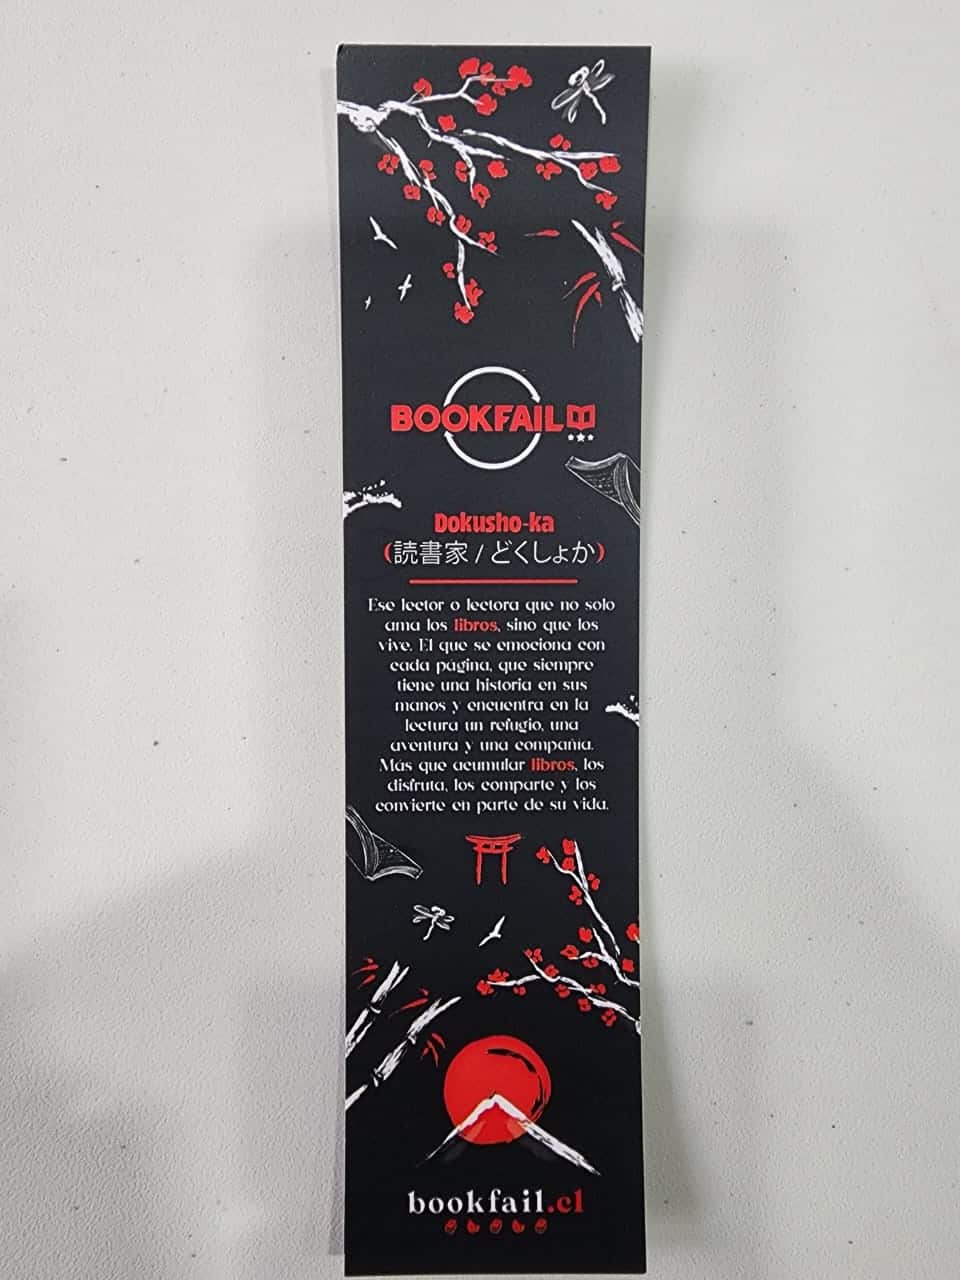 BOOKFAIL
Dokusho-ka
(読書家 / どくしょか)
Ese lector o lectora que no solo
ama los libros, sino que los
vive. El que se emociona con
cada página, que siempre
tiene una historia en sus
manos y encuentra en la
lectura un refugio, una
aventura y una compañía.
Más que acumular libros, los
disfruta, los comparte y los
convierte en parte de su vida.
bookfail.cl